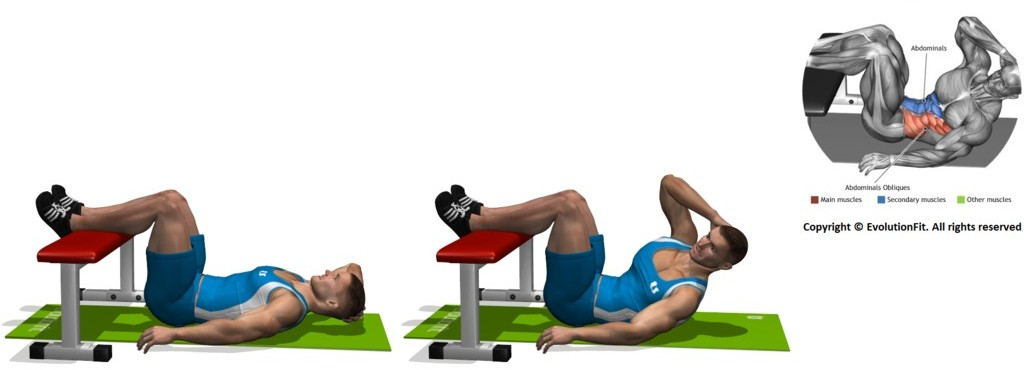 Abdominals
Abdominals Obliques
Main muscles
Secondary muscles
Other muscles
Copyright © EvolutionFit. All rights reserved